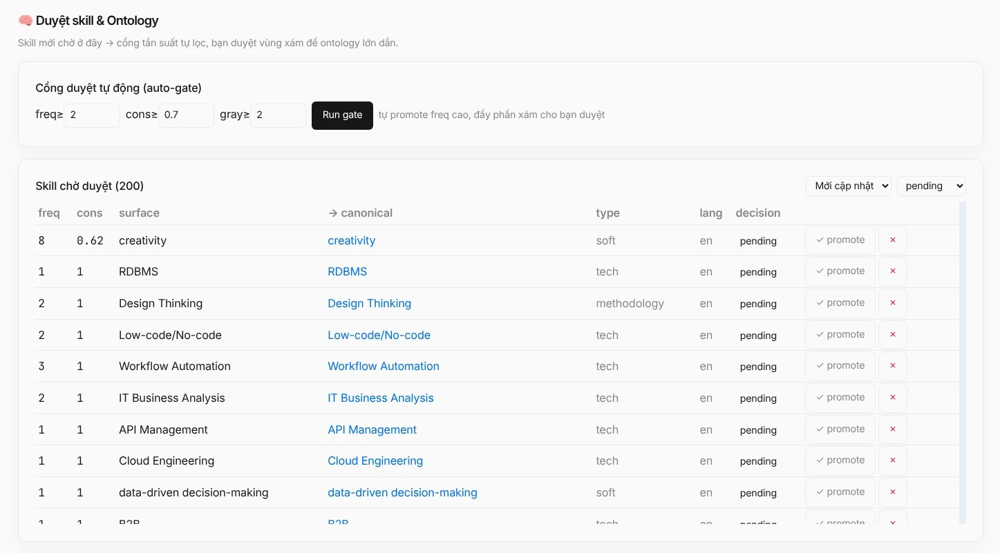 🧠 Duyệt skill & Ontology
Skill mới chờ ở đây → cổng tần suất tự lọc, bạn duyệt vùng xám để ontology lớn dần.
Cổng duyệt tự động (auto-gate)
freq≥ 2 cons≥ 0.7 gray≥ 2 Run gate tự promote freq cao, đẩy phần xám cho bạn duyệt
Skill chờ duyệt (200) Mới cập nhật pending
freq cons surface → canonical type lang decision
8 0.62 creativity creativity soft en pending ✓ promote ×
1 1 RDBMS RDBMS tech en pending ✓ promote ×
2 1 Design Thinking Design Thinking methodology en pending ✓ promote ×
2 1 Low-code/No-code Low-code/No-code tech en pending ✓ promote ×
3 1 Workflow Automation Workflow Automation tech en pending ✓ promote ×
2 1 IT Business Analysis IT Business Analysis tech en pending ✓ promote ×
1 1 API Management API Management tech en pending ✓ promote ×
1 1 Cloud Engineering Cloud Engineering tech en pending ✓ promote ×
1 1 data-driven decision-making data-driven decision-making soft en pending ✓ promote ×
1 1 B2B B2B tech en pending ✓ promote ×